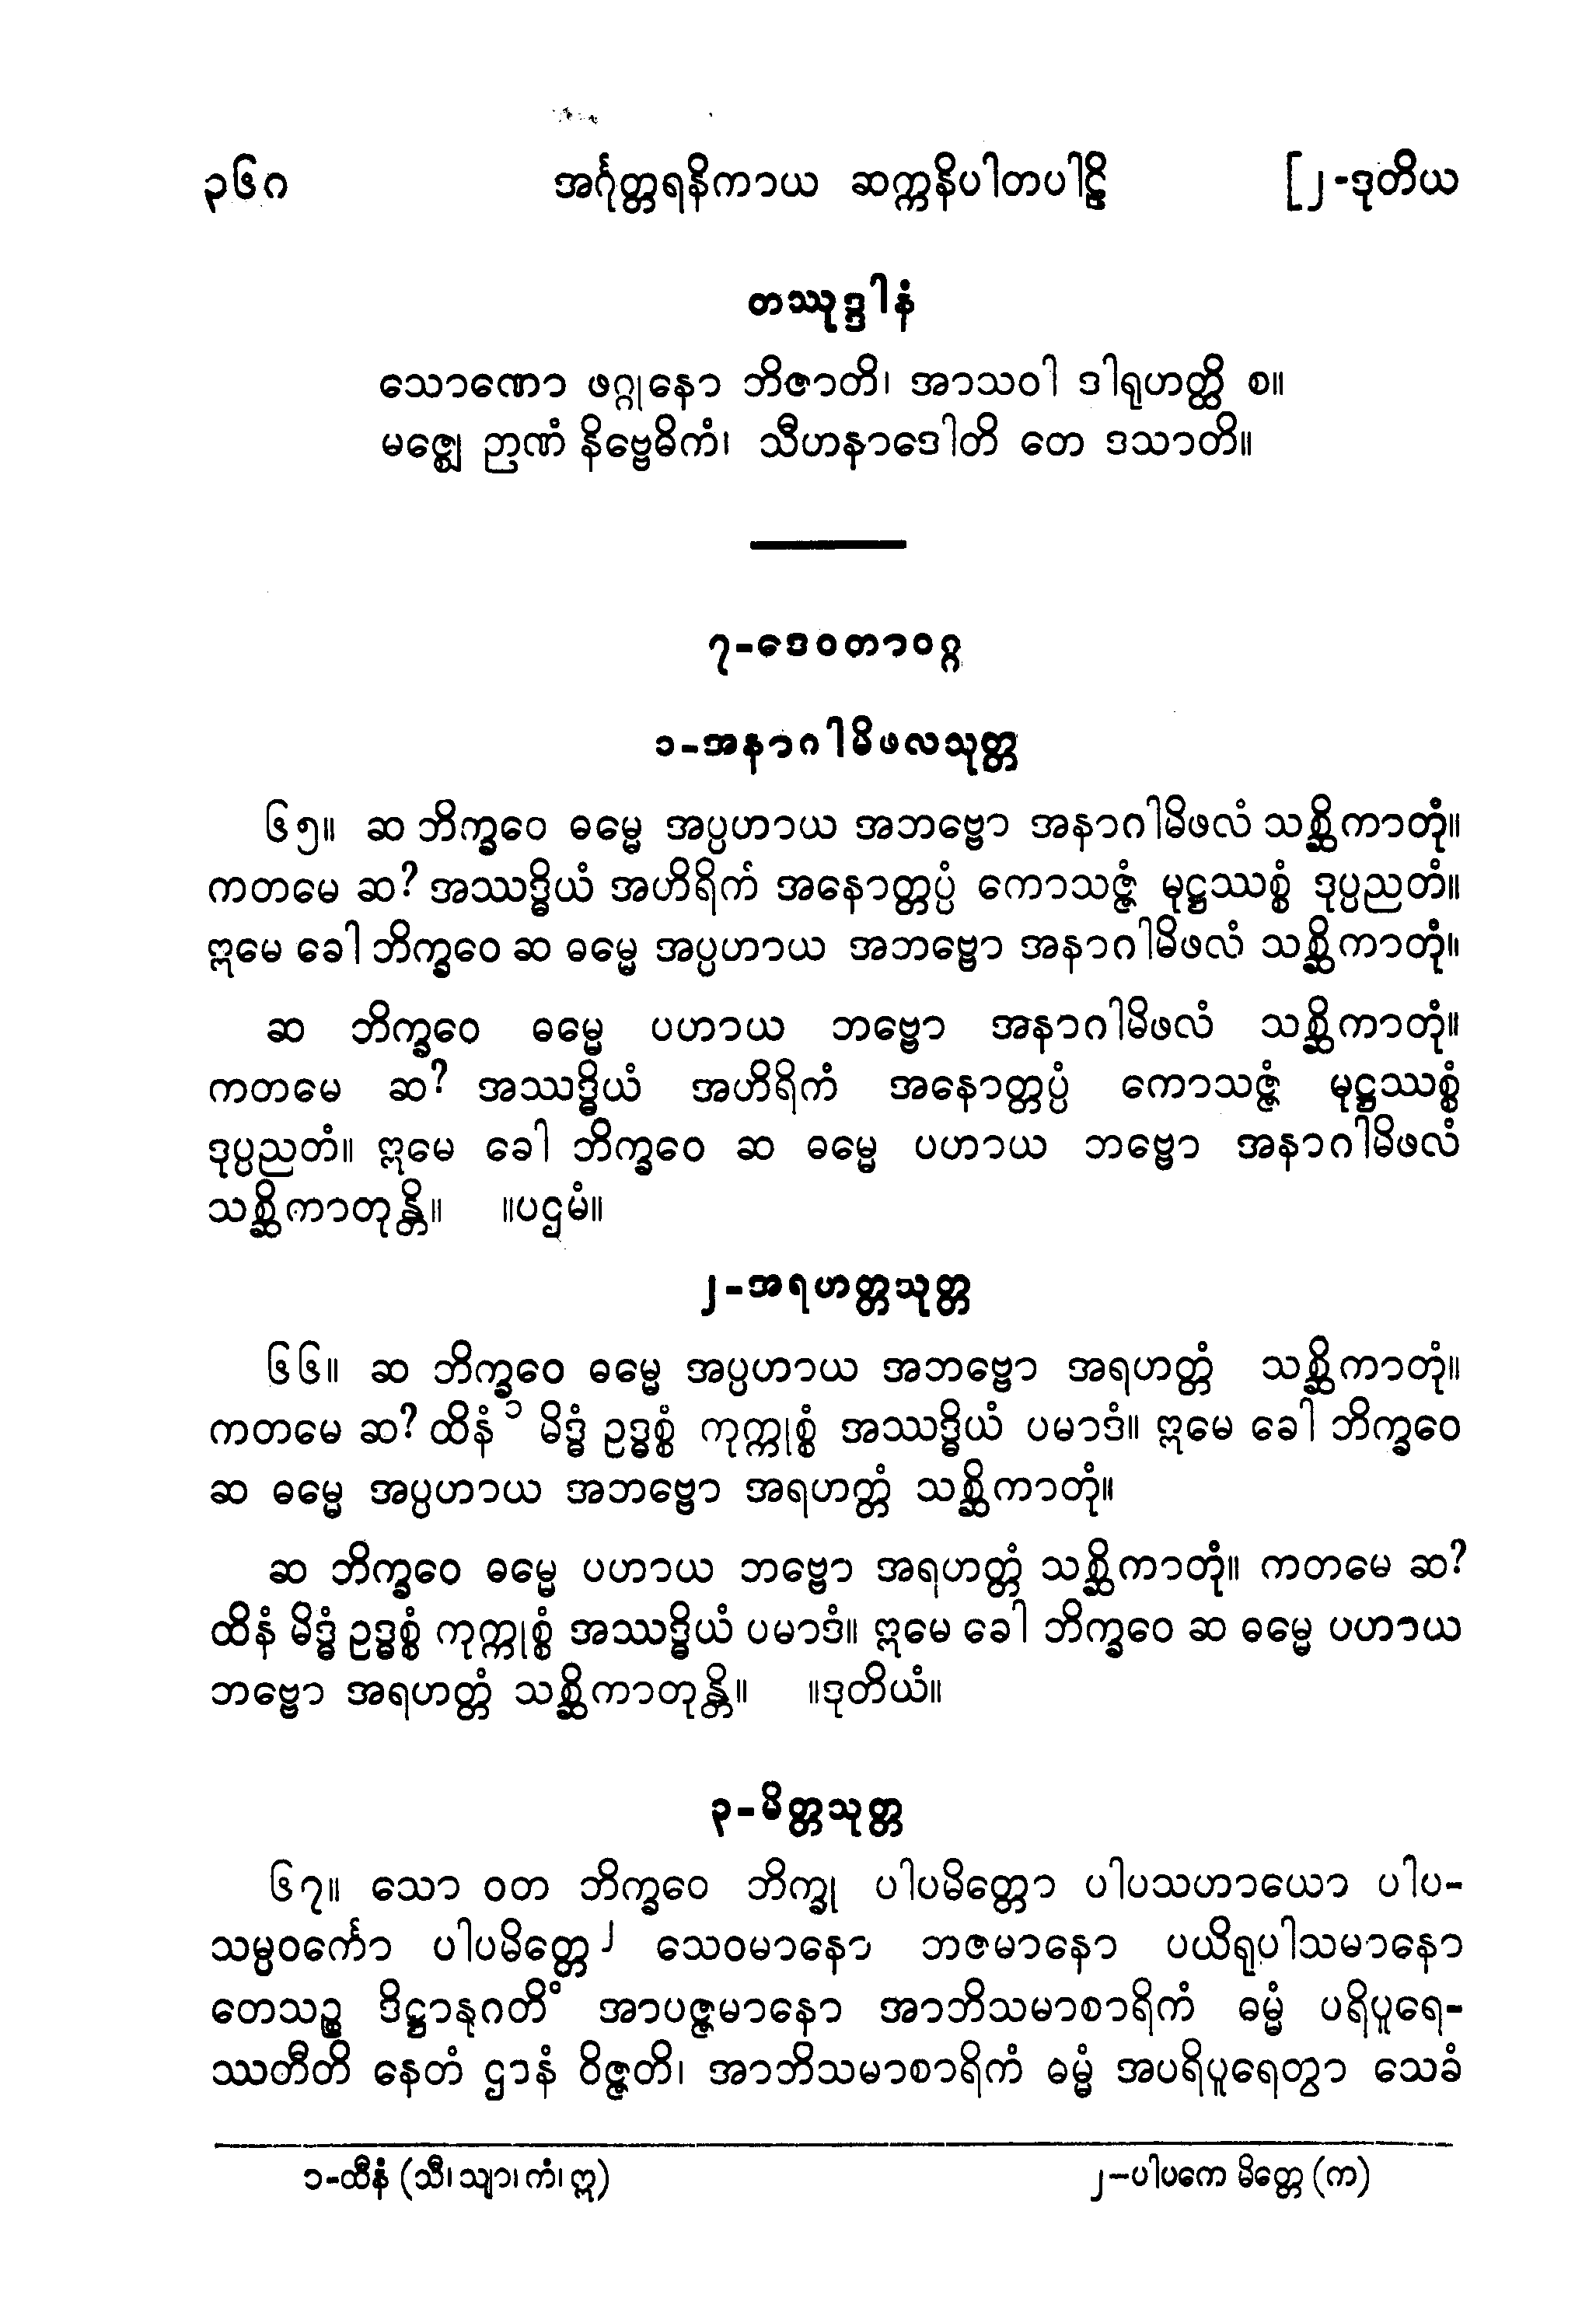 ၃၆၀ အင်္ဂုတ္တရနိကာယ ဆက္ကနိပါတပါဠိ [၂-ဒုတိယ
တဿုဒ္ဒါနံ
သောဏော ဖဂ္ဂုနော ဘိဇာတိ၊ အာသဝါ ဒါရုဟတ္ထိ စ။
မဇ္ဈေ ဉာဏံ နိဗ္ဗေဓိကံ၊ သီဟနာဒေါတိ တေ ဒသာတိ။
၇-ဒေဝတာဝဂ္ဂ
၁-အနာဂါမိဖလသုတ္တ
၆၅။ ဆ ဘိက္ခဝေ ဓမ္မေ အပ္ပဟာယ အဘဗ္ဗော အနာဂါမိဖလံ သစ္ဆိကာတုံ။
ကတမေ ဆ? အဿဒ္ဓိယံ အဟိရိကံ အနောတ္တပ္ပံ ကောသဇ္ဇံ မုဋ္ဌဿစ္စံ ဒုပ္ပညတံ။
ဣမေ ခေါ ဘိက္ခဝေ ဆ ဓမ္မေ အပ္ပဟာယ အဘဗ္ဗော အနာဂါမိဖလံ သစ္ဆိကာတုံ။
ဆ ဘိက္ခဝေ ဓမ္မေ ပဟာယ ဘဗ္ဗော အနာဂါမိဖလံ သစ္ဆိကာတုံ။
ကတမေ ဆ? အဿဒ္ဓိယံ အဟိရိကံ အနောတ္တပ္ပံ ကောသဇ္ဇံ မုဋ္ဌဿစ္စံ
ဒုပ္ပညတံ။ ဣမေ ခေါ ဘိက္ခဝေ ဆ ဓမ္မေ ပဟာယ ဘဗ္ဗော အနာဂါမိဖလံ
သစ္ဆိကာတုန္တိ။ ။ပဌမံ။
၂-အရဟတ္တသုတ္တ
၆၆။ ဆ ဘိက္ခဝေ ဓမ္မေ အပ္ပဟာယ အဘဗ္ဗော အရဟတ္တံ သစ္ဆိကာတုံ။
ကတမေ ဆ? ထိနံ ၁ မိဒ္ဓံ ဥဒ္ဓစ္စံ ကုက္ကုစ္စံ အဿဒ္ဓိယံ ပမာဒံ။ ဣမေ ခေါ ဘိက္ခဝေ
ဆ ဓမ္မေ အပ္ပဟာယ အဘဗ္ဗော အရဟတ္တံ သစ္ဆိကာတုံ။
ဆ ဘိက္ခဝေ ဓမ္မေ ပဟာယ ဘဗ္ဗော အရဟတ္တံ သစ္ဆိကာတုံ။ ကတမေ ဆ?
ထိနံ မိဒ္ဓံ ဥဒ္ဓစ္စံ ကုက္ကုစ္စံ အဿဒ္ဓိယံ ပမာဒံ။ ဣမေ ခေါ ဘိက္ခဝေ ဆ ဓမ္မေ ပဟာယ
ဘဗ္ဗော အရဟတ္တံ သစ္ဆိကာတုန္တိ။ ။ဒုတိယံ။
၃-မိတ္တသုတ္တ
၆၇။ သော ဝတ ဘိက္ခဝေ ဘိက္ခု ပါပမိတ္တော ပါပသဟာယော ပါပ-
သမ္ပဝင်္ကော ပါပမိတ္တေ ၂ သေဝမာနော ဘဇမာနော ပယိရုပါသမာနော
တေသဉ္စ ဒိဋ္ဌာနုဂတိံ အာပဇ္ဇမာနော အာဘိသမာစာရိကံ ဓမ္မံ ပရိပူရေ-
ဿတီတိ နေတံ ဌာနံ ဝိဇ္ဇတိ၊ အာဘိသမာစာရိကံ ဓမ္မံ အပရိပူရေတွာ သေခံ
၁-ထီနံ (သီ၊ သျာ၊ ကံ၊ ဣ) ၂-ပါပကေ မိတ္တေ (က)